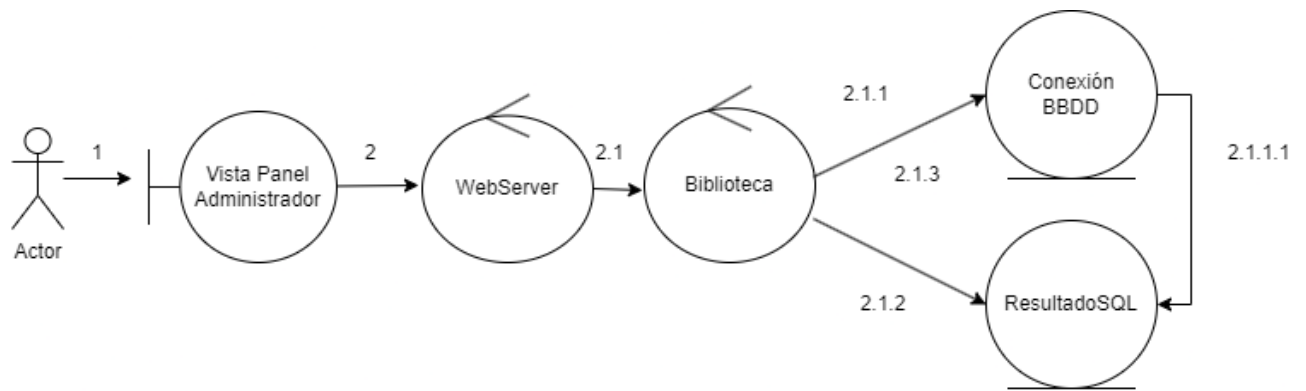 Actor
1
Vista Panel
Administrador
2
WebServer
2.1
Biblioteca
2.1.1
2.1.3
2.1.2
Conexión
BBDD
2.1.1.1
ResultadoSQL